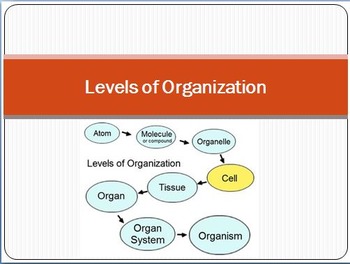 Levels of Organization
Atom
Molecule
or compound
Organelle
Levels of Organization
Cell
Tissue
Organ
Organ
System
Organism